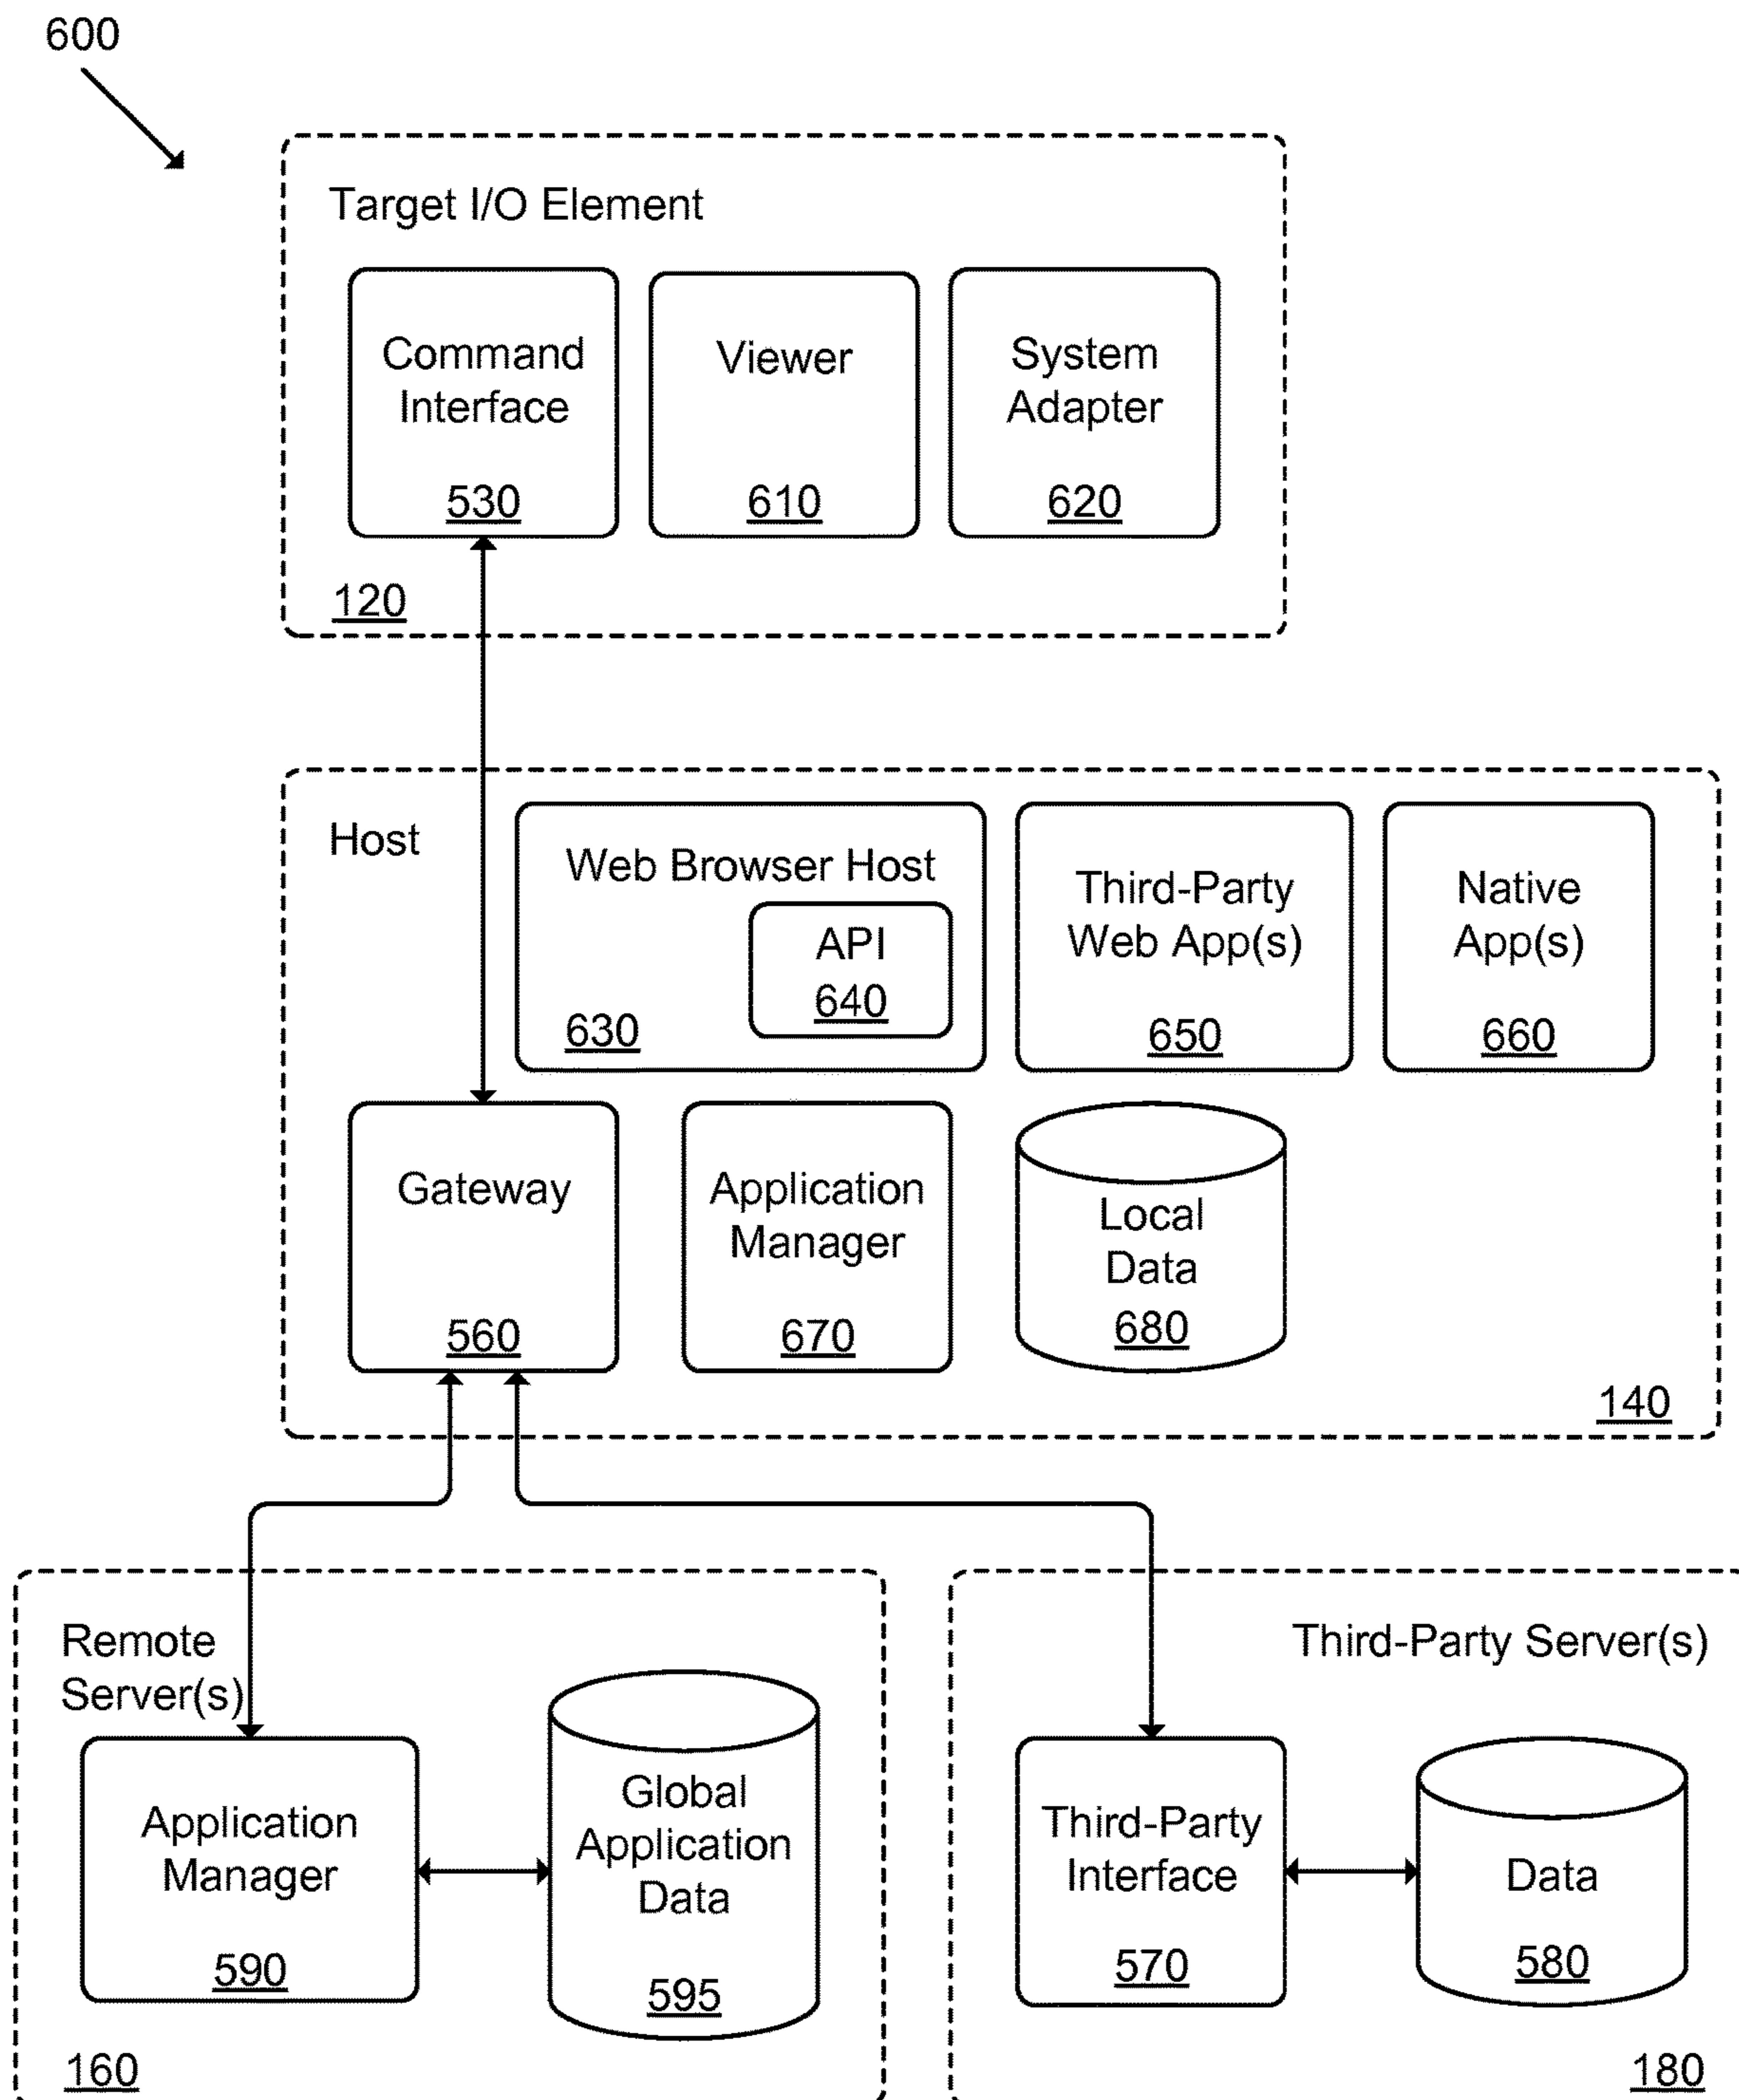 600
Target I/O Element
Command
Interface
530
Viewer
610
System
Adapter
620
120
Host
Web Browser Host
API
640
630
Third-Party
Web App(s)
650
Native
App(s)
660
Gateway
560
Application
Manager
670
Local
Data
680
140
Remote
Server(s)
Application
Manager
590
Global
Application
Data
595
160
Third-Party Server(s)
Third-Party
Interface
570
Data
580
180